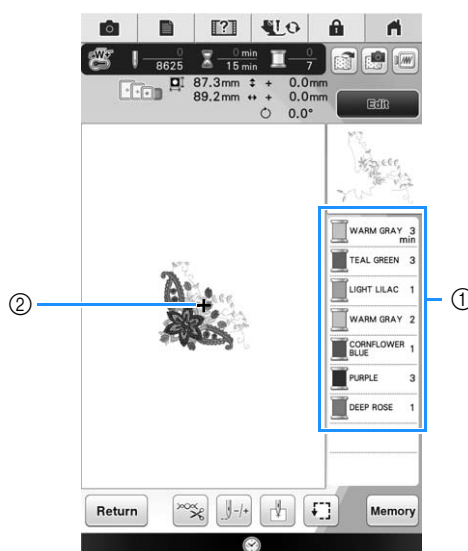 W+
0
8625
0 min
15 min
0
7
87.3mm ↕ + 0.0mm
89.2mm ↔ + 0.0mm
0.0°
Edit
WARM GRAY 3
min
TEAL GREEN 3
LIGHT LILAC 1
WARM GRAY 2
CORNFLOWER
BLUE 1
PURPLE 3
DEEP ROSE 1
①
②
Return
-/+
Memory